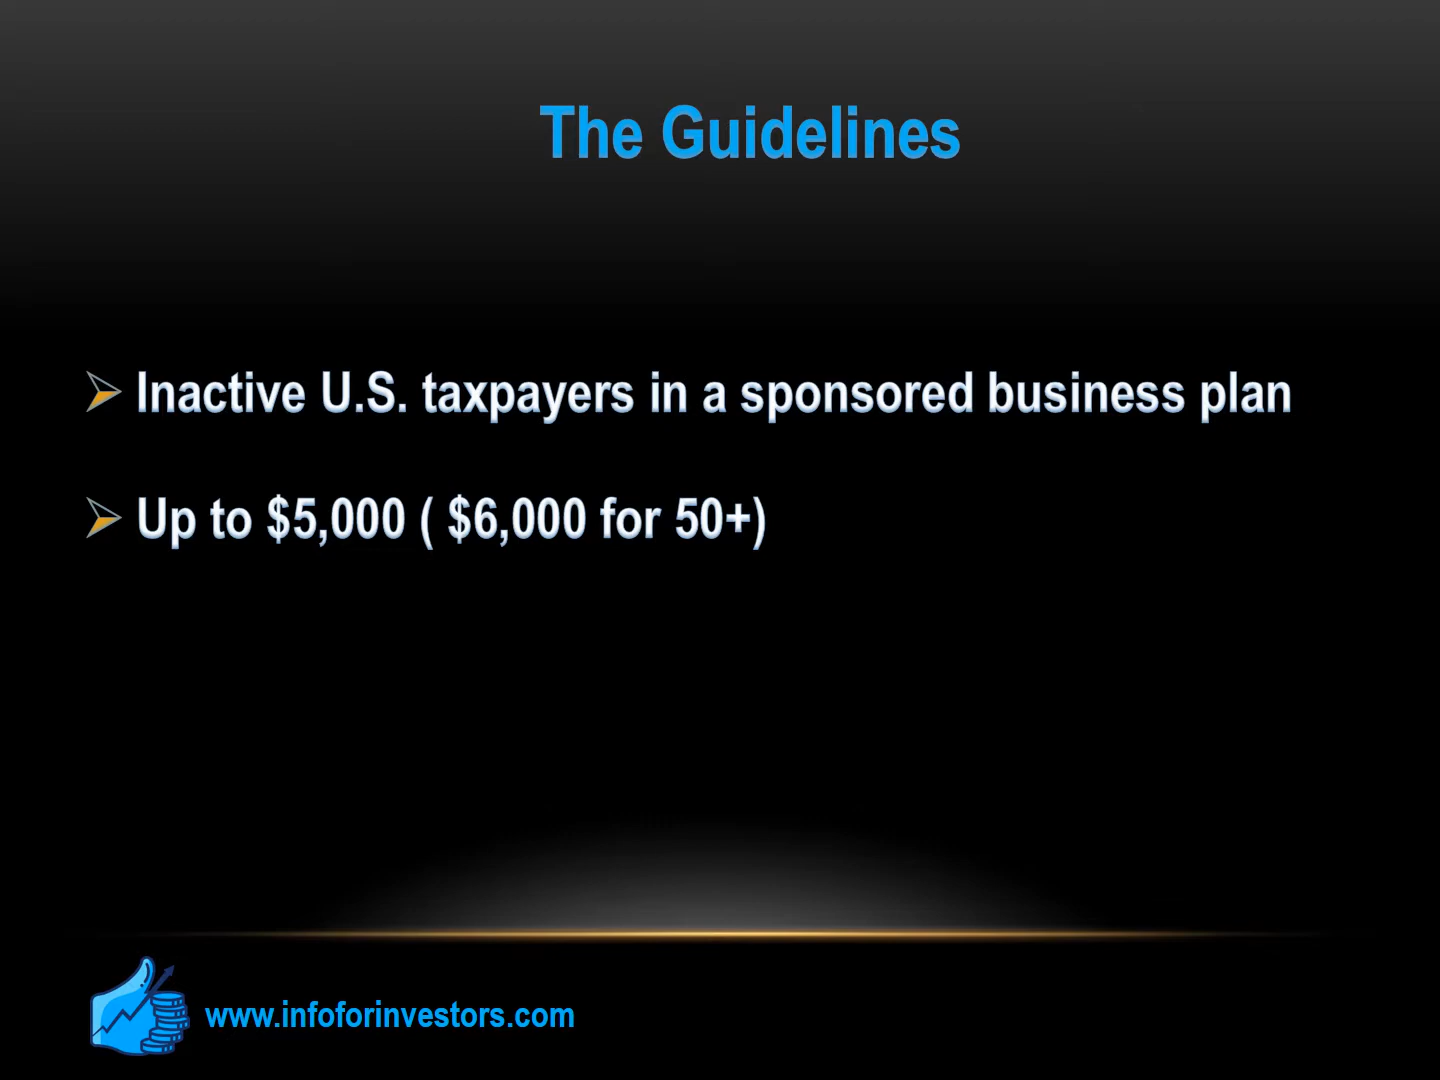 The Guidelines
Inactive U.S. taxpayers in a sponsored business plan
Up to $5,000 ( $6,000 for 50+)
www.infoforinvestors.com